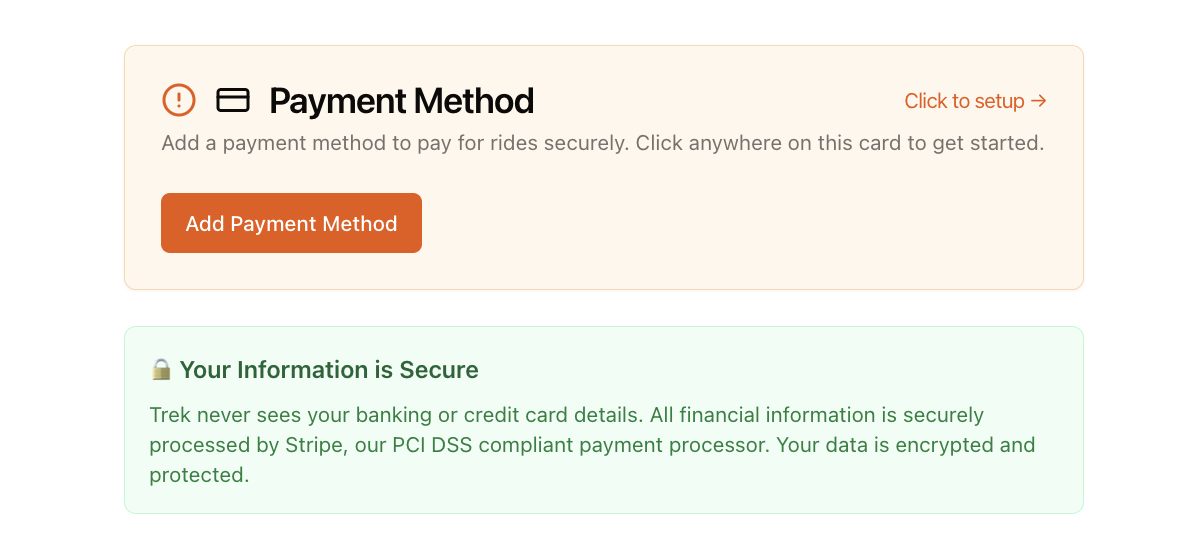 Payment Method
Click to setup →
Add a payment method to pay for rides securely. Click anywhere on this card to get started.
Add Payment Method
🔒 Your Information is Secure
Trek never sees your banking or credit card details. All financial information is securely
processed by Stripe, our PCI DSS compliant payment processor. Your data is encrypted and
protected.